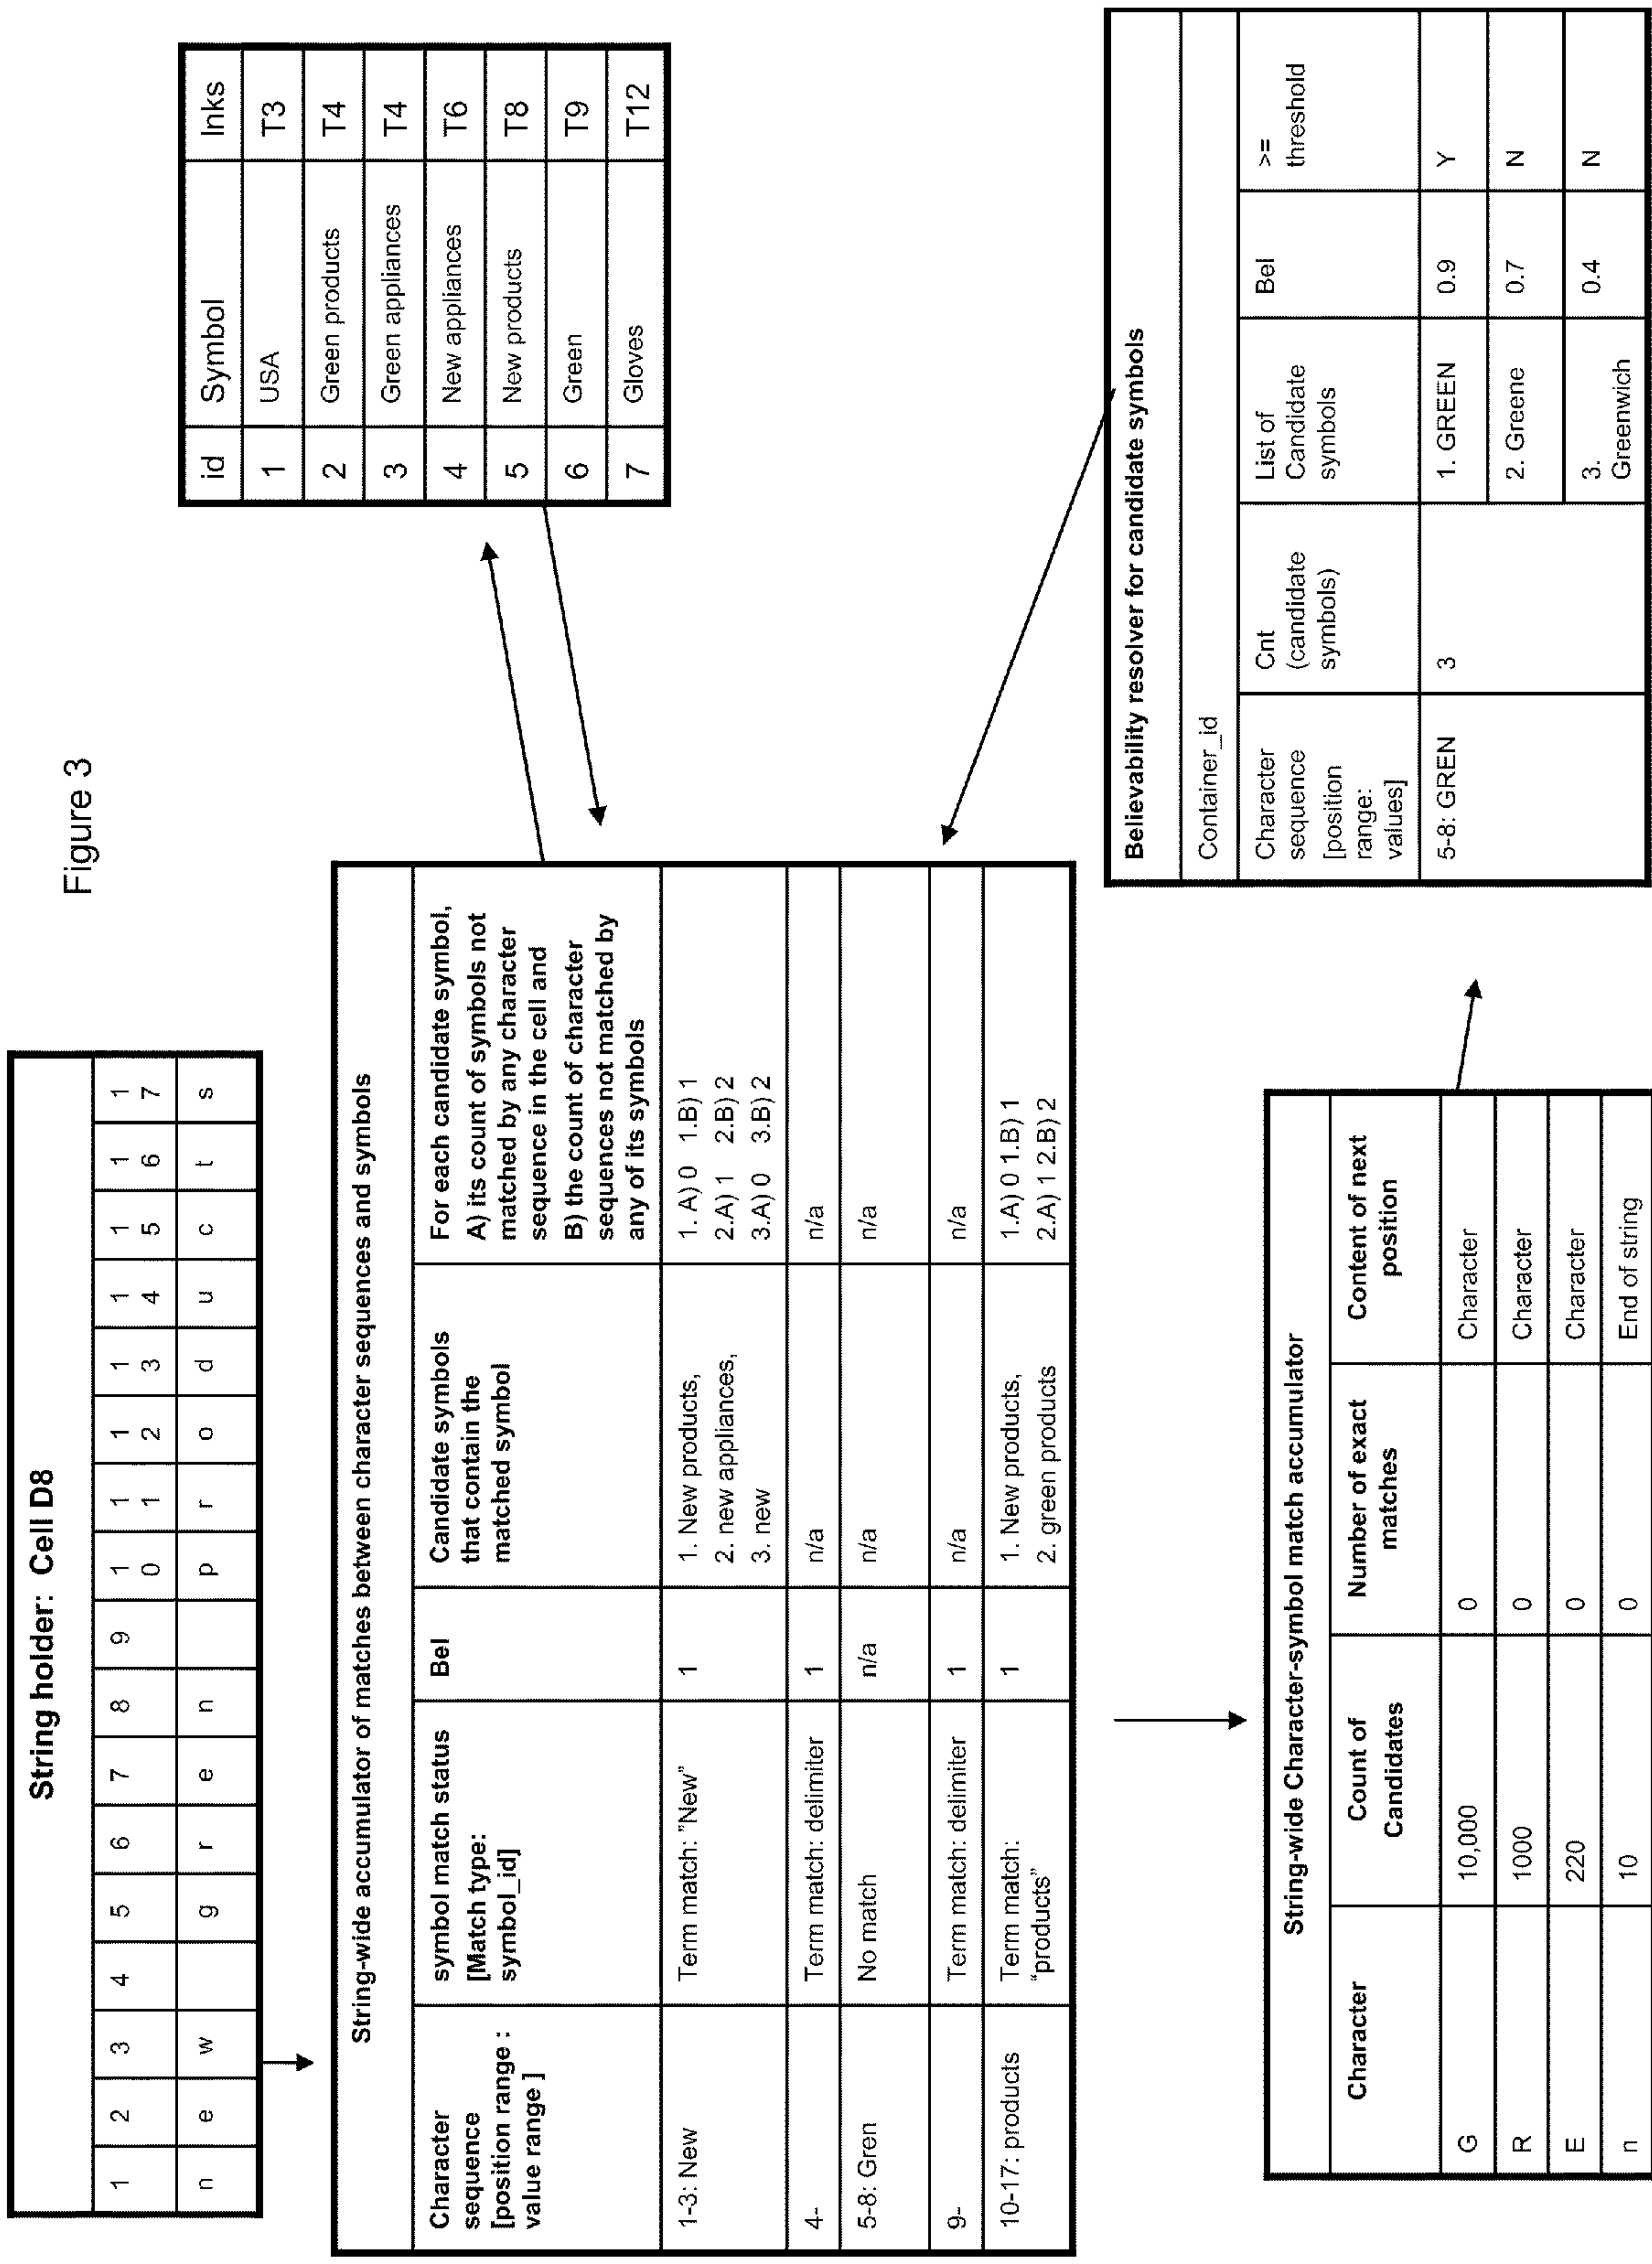 Figure 3
String holder: Cell D8
1 2 3 4 5 6 7 8 9 10 11 12 13 14 15 16 17
n e w g r e n p r o d u c t s
id Symbol Inks
1 USA T3
2 Green products T4
3 Green appliances T4
4 New appliances T6
5 New products T8
6 Green T9
7 Gloves T12
String-wide accumulator of matches between character sequences and symbols
Character
sequence
[position range :
value range ]
symbol match status
[Match type:
symbol_id]
Bel
Candidate symbols
that contain the
matched symbol
For each candidate symbol,
A) its count of symbols not
matched by any character
sequence in the cell and
B) the count of character
sequences not matched by
any of its symbols
1-3: New
Term match: "New"
1
1. New products,
2. new appliances,
3. new
1. A) 0 1.B) 1
2.A) 1 2.B) 2
3.A) 0 3.B) 2
4-
Term match: delimiter
1
n/a
n/a
5-8: Gren
No match
n/a
n/a
n/a
9-
Term match: delimiter
1
n/a
n/a
10-17: products
Term match:
“products”
1
1. New products,
2. green products
1.A) 0 1.B) 1
2.A) 1 2.B) 2
String-wide Character-symbol match accumulator
Character
Count of
Candidates
Number of exact
matches
Content of next
position
G 10,000 0 Character
R 1000 0 Character
E 220 0 Character
n 10 0 End of string
Believability resolver for candidate symbols
Container_id
Character
sequence
[position
range:
values]
Cnt
(candidate
symbols)
List of
Candidate
symbols
Bel
>=
threshold
5-8: GREN 3 1. GREEN 0.9 Y
2. Greene 0.7 N
3.
Greenwich
0.4 N